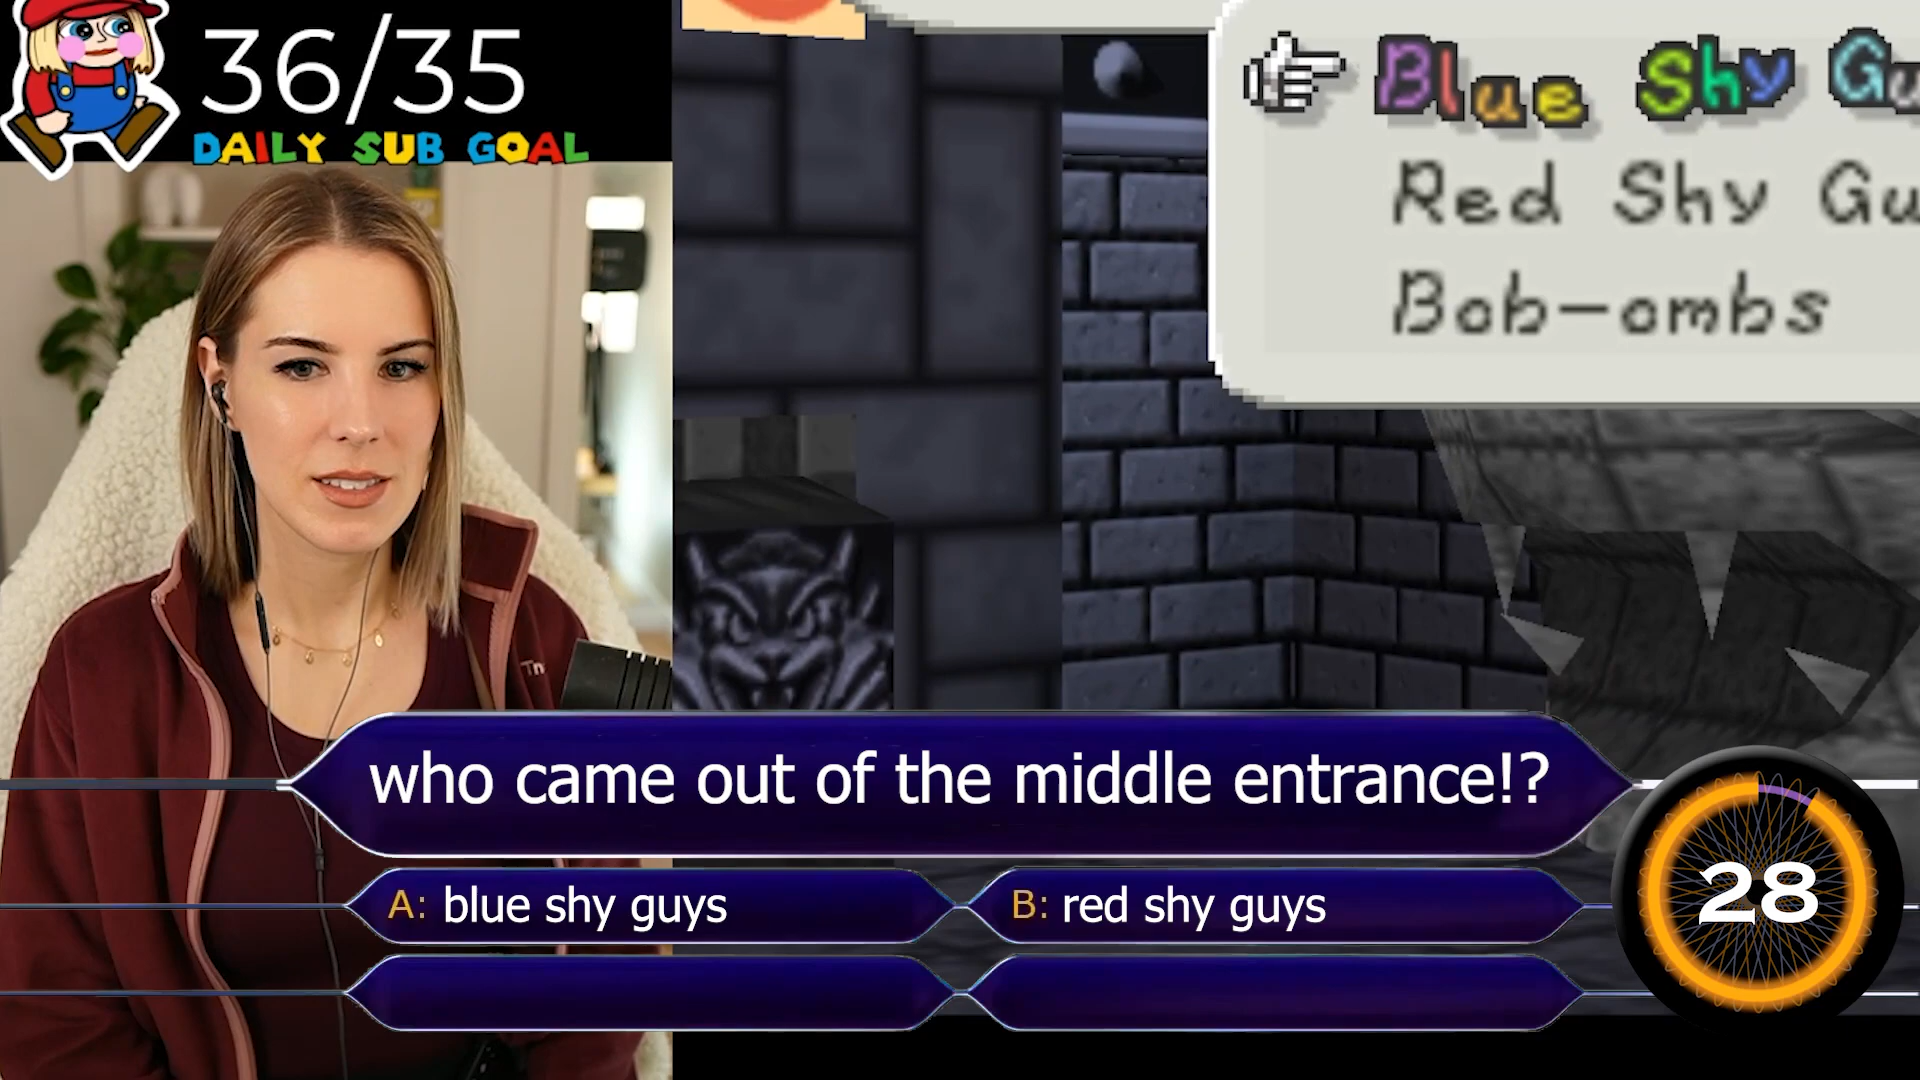 36/35
DAILY SUB GOAL
Blue Shy
Red Shy
Bob-ombs
who came out of the middle entrance!?
A: blue shy guys
B: red shy guys
28